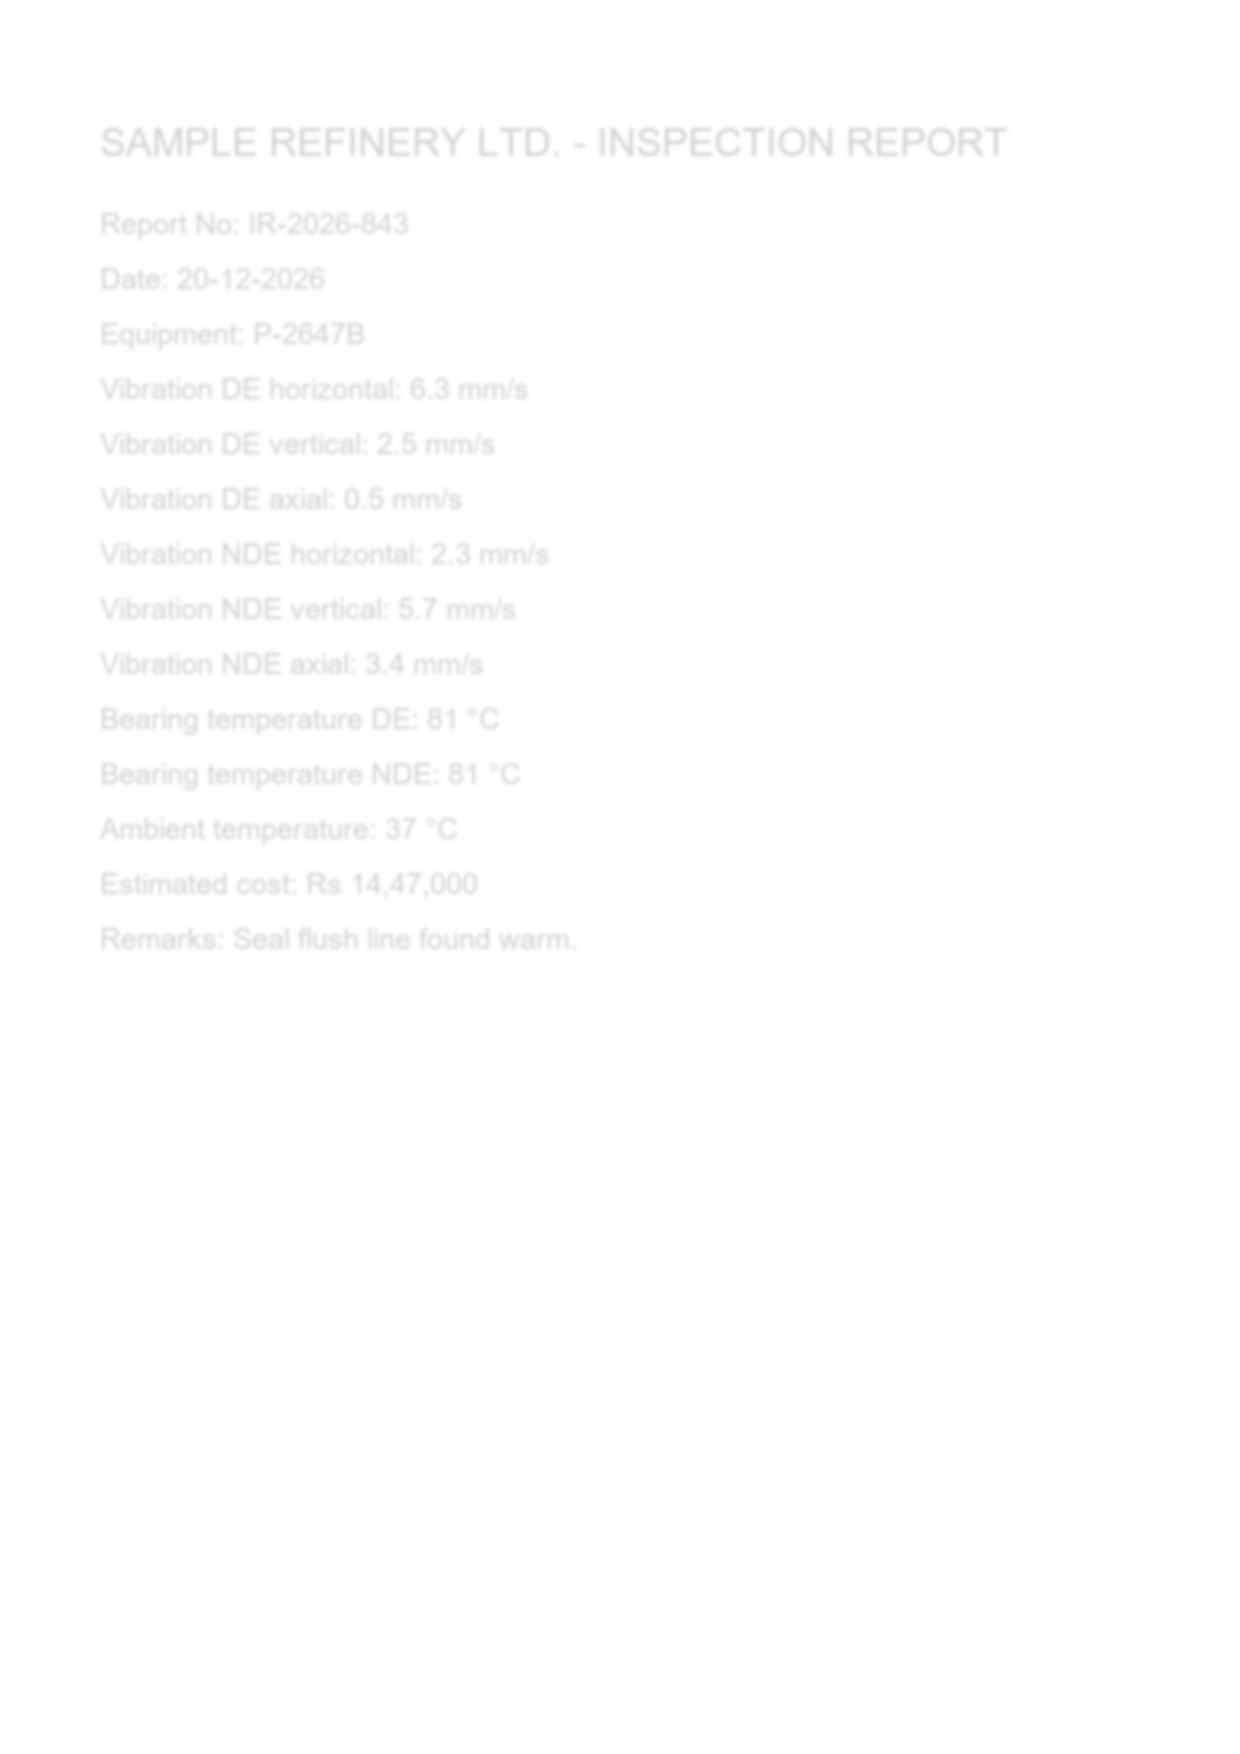 SAMPLE REFINERY LTD. - INSPECTION REPORT
Report No: IR-2026-843
Date: 20-12-2026
Equipment: P-2647B
Vibration DE horizontal: 6.3 mm/s
Vibration DE vertical: 2.5 mm/s
Vibration DE axial: 0.5 mm/s
Vibration NDE horizontal: 2.3 mm/s
Vibration NDE vertical: 5.7 mm/s
Vibration NDE axial: 3.4 mm/s
Bearing temperature DE: 81 °C
Bearing temperature NDE: 81 °C
Ambient temperature: 37 °C
Estimated cost: Rs 14,47,000
Remarks: Seal flush line found warm.